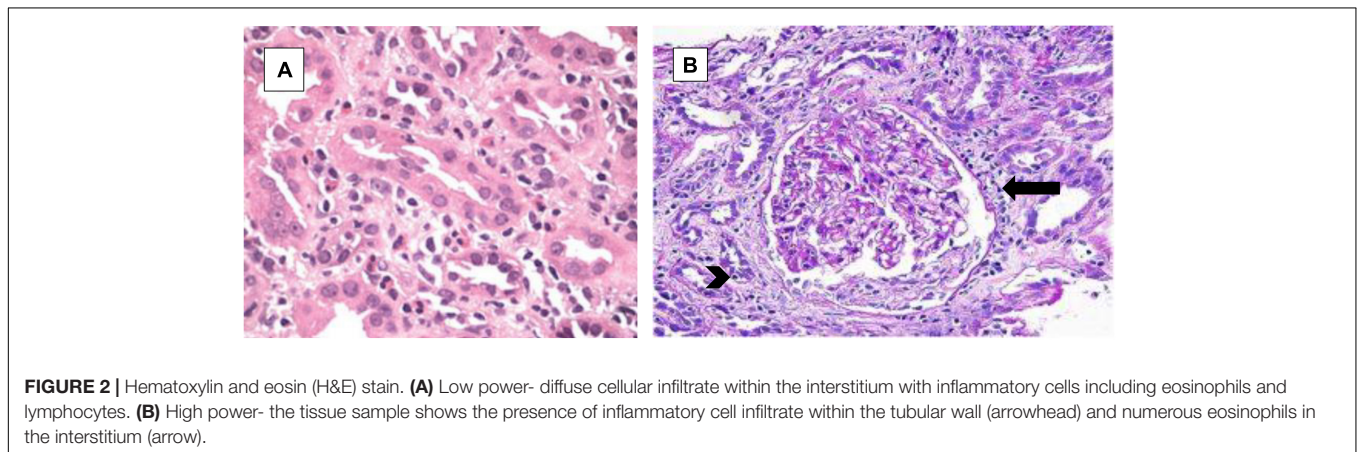 A
B
FIGURE 2 | Hematoxylin and eosin (H&E) stain. (A) Low power- diffuse cellular infiltrate within the interstitium with inflammatory cells including eosinophils and
lymphocytes. (B) High power- the tissue sample shows the presence of inflammatory cell infiltrate within the tubular wall (arrowhead) and numerous eosinophils in
the interstitium (arrow).